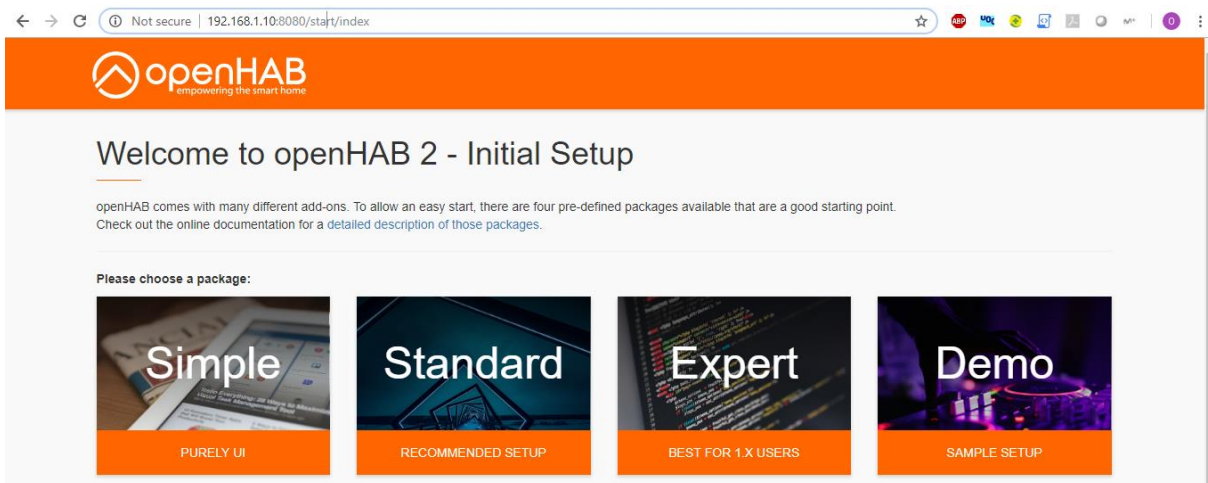 Not secure | 192.168.1.10:8080/start/index
ABP
O
openHAB
empowering the smart home
Welcome to openHAB 2 - Initial Setup
openHAB comes with many different add-ons. To allow an easy start, there are four pre-defined packages available that are a good starting point.
Check out the online documentation for a detailed description of those packages.
Please choose a package:
Simple
Standard
Expert
Demo
PURELY UI
RECOMMENDED SETUP
BEST FOR 1.X USERS
SAMPLE SETUP